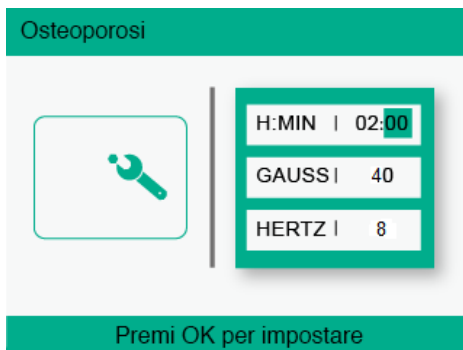 Osteoporosi
H:MIN | 02:00
GAUSS | 40
HERTZ | 8
Premi OK per impostare